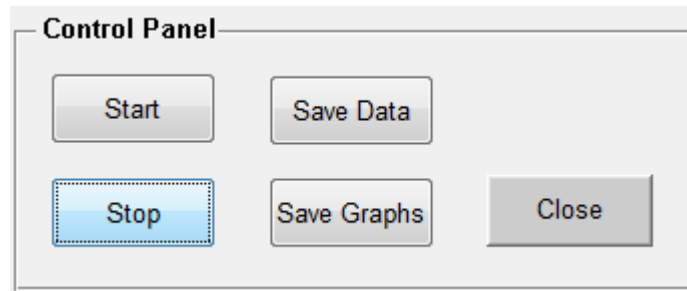 Control Panel
Start
Save Data
Stop
Save Graphs
Close